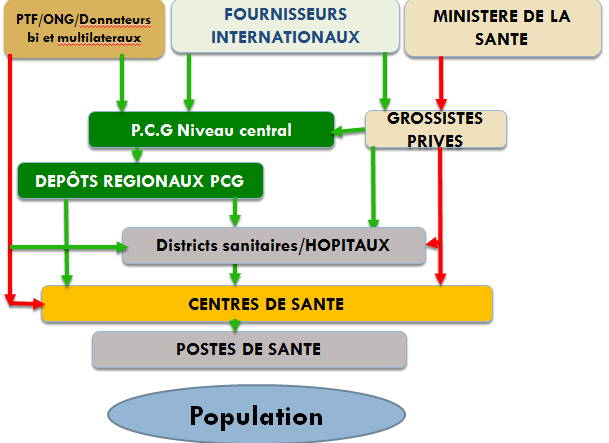 PTF/ONG/Donnateurs
bi et multilateraux
FOURNISSEURS
INTERNATIONAUX
MINISTERE DE LA
SANTE
P.C.G Niveau central
GROSSISTES
PRIVES
DEPÔTS REGIONAUX PCG
Districts sanitaires/HOPITAUX
CENTRES DE SANTE
POSTES DE SANTE
Population